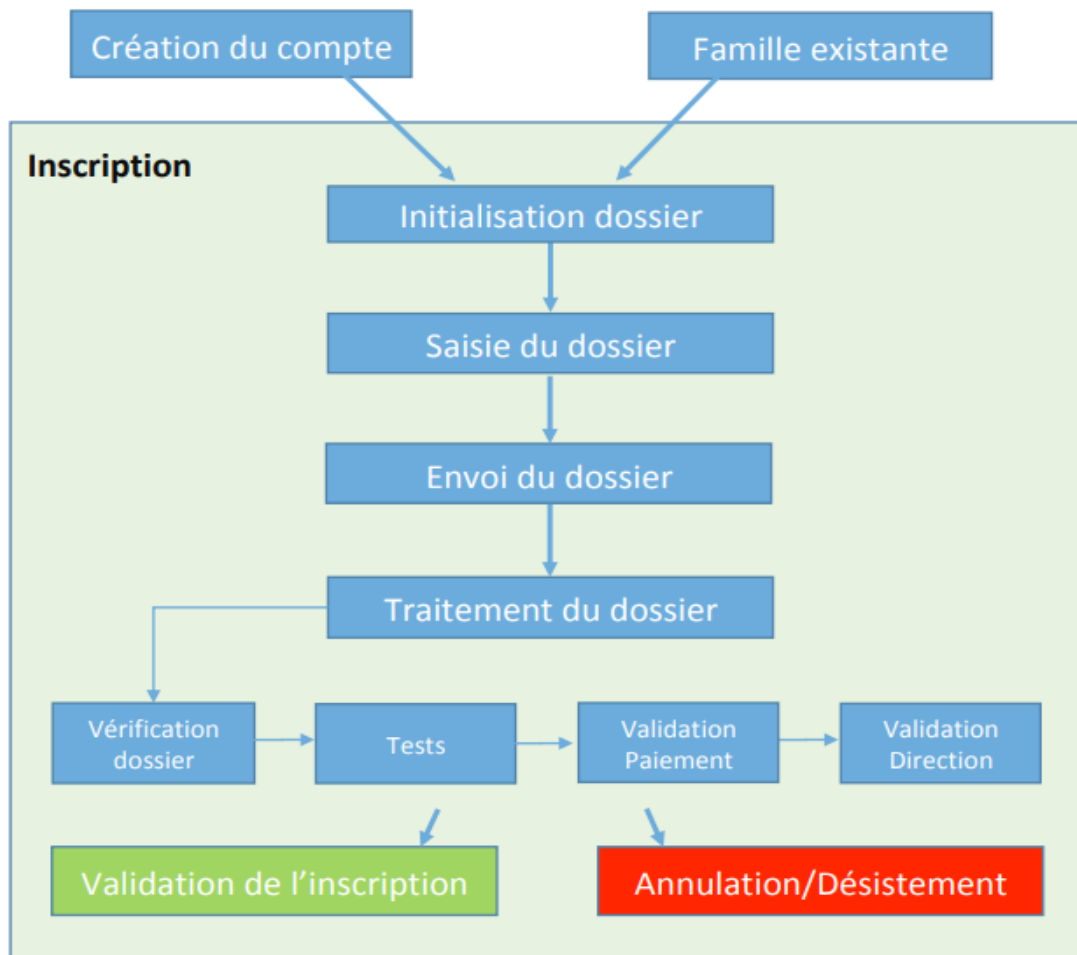 Création du compte
Famille existante
Inscription
Initialisation dossier
Saisie du dossier
Envoi du dossier
Traitement du dossier
Vérification
dossier
Tests
Validation
Paiement
Validation
Direction
Validation de l'inscription
Annulation/Désistement